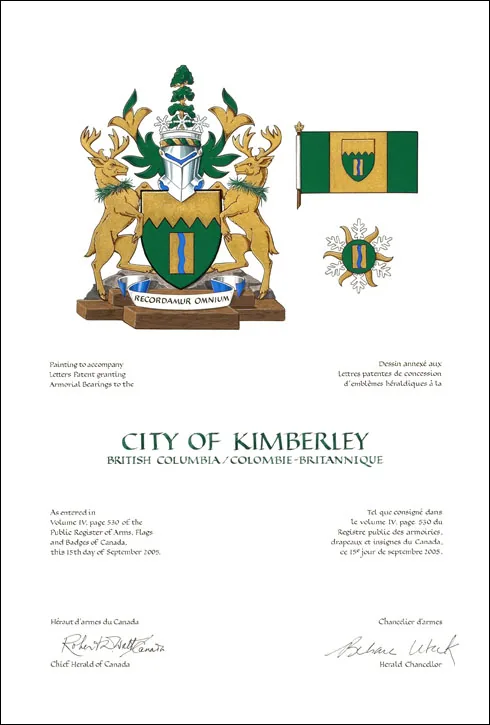 RECORDAMUR OMNIUM
Painting to accompany
Letters Patent granting
Armorial Bearings to the
Dessin annexé aux
Lettres patentes de concession
d'emblèmes héraldiques à la
CITY OF KIMBERLEY
BRITISH COLUMBIA/COLOMBIE-BRITANNIQUE
As entered in
Volume IV, page 530 of the
Public Register of Arms, Flags
and Badges of Canada,
this 15th day of September 2005.
Tel que consigné dans
le volume IV, page 530 du
Registre public des armoiries,
drapeaux et insignes du Canada,
ce 15e jour de septembre 2005.
Héraut d'armes du Canada
Chief Herald of Canada
Chancelier d'armes
Herald Chancellor